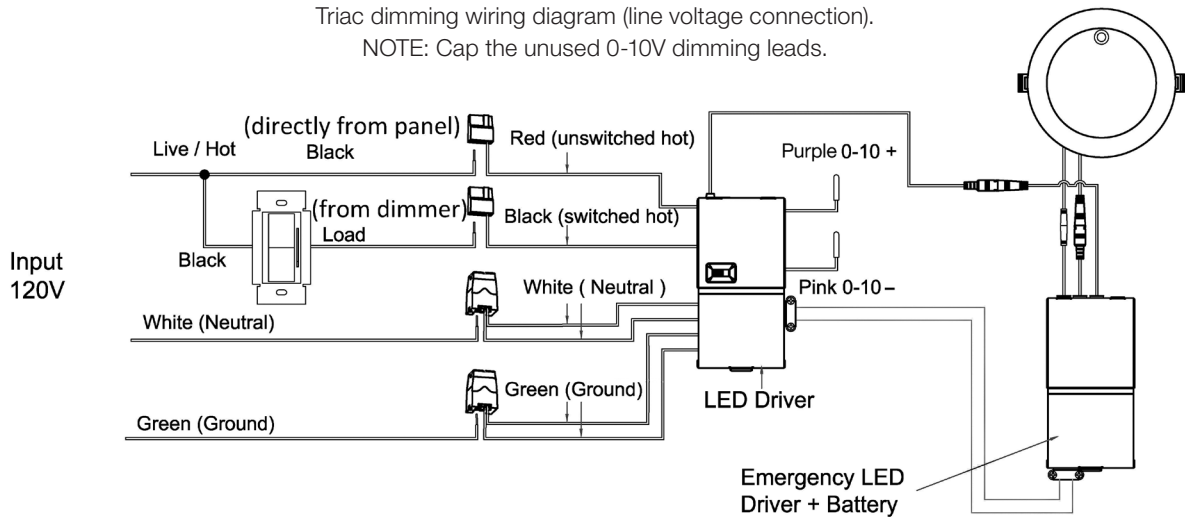 Triac dimming wiring diagram (line voltage connection).
NOTE: Cap the unused 0-10V dimming leads.
(directly from panel)
Live / Hot
Black
Red (unswitched hot)
Purple 0-10 +
(from dimmer)
Load
Black (switched hot)
Black
Input
120V
White ( Neutral )
Pink 0-10 –
White (Neutral)
Green (Ground)
LED Driver
Green (Ground)
Emergency LED
Driver + Battery